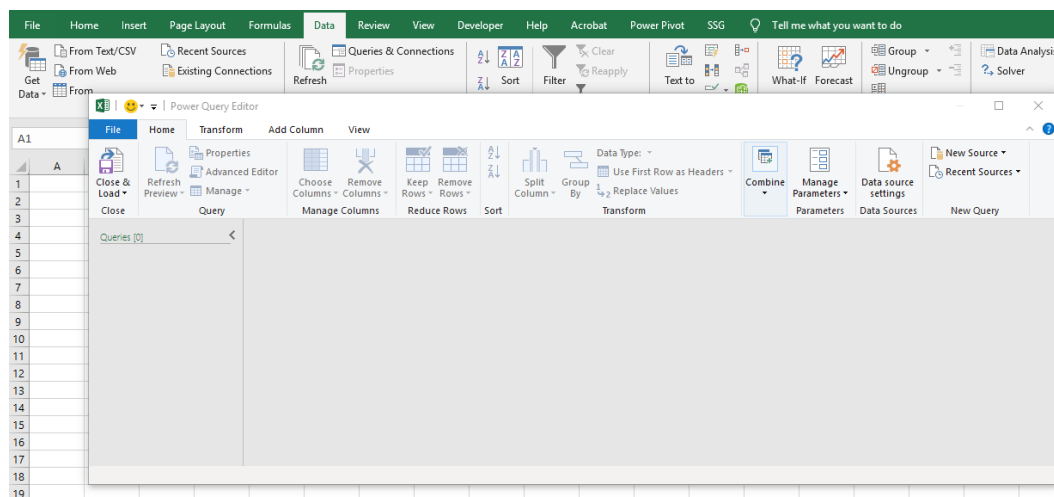 File Home Insert Page Layout Formulas Data Review View Developer Help Acrobat Power Pivot SSG Tell me what you want to do
From Text/CSV Recent Sources Queries & Connections Clear Group Data Analysis
From Web Existing Connections Properties Reapply Ungroup Solver
Get Data From Refresh Sort Filter Text to What-If Forecast
Power Query Editor
A1
File Home Transform Add Column View
A
Properties Data Type: New Source
Advanced Editor Use First Row as Headers Recent Sources
Close & Load Refresh Preview Manage Choose Columns Remove Columns Keep Rows Remove Rows Split Column Group By Replace Values Combine Manage Parameters Data source settings
Close Query Manage Columns Reduce Rows Sort Transform Parameters Data Sources New Query
Queries [0]
1
2
3
4
5
6
7
8
9
10
11
12
13
14
15
16
17
18
19